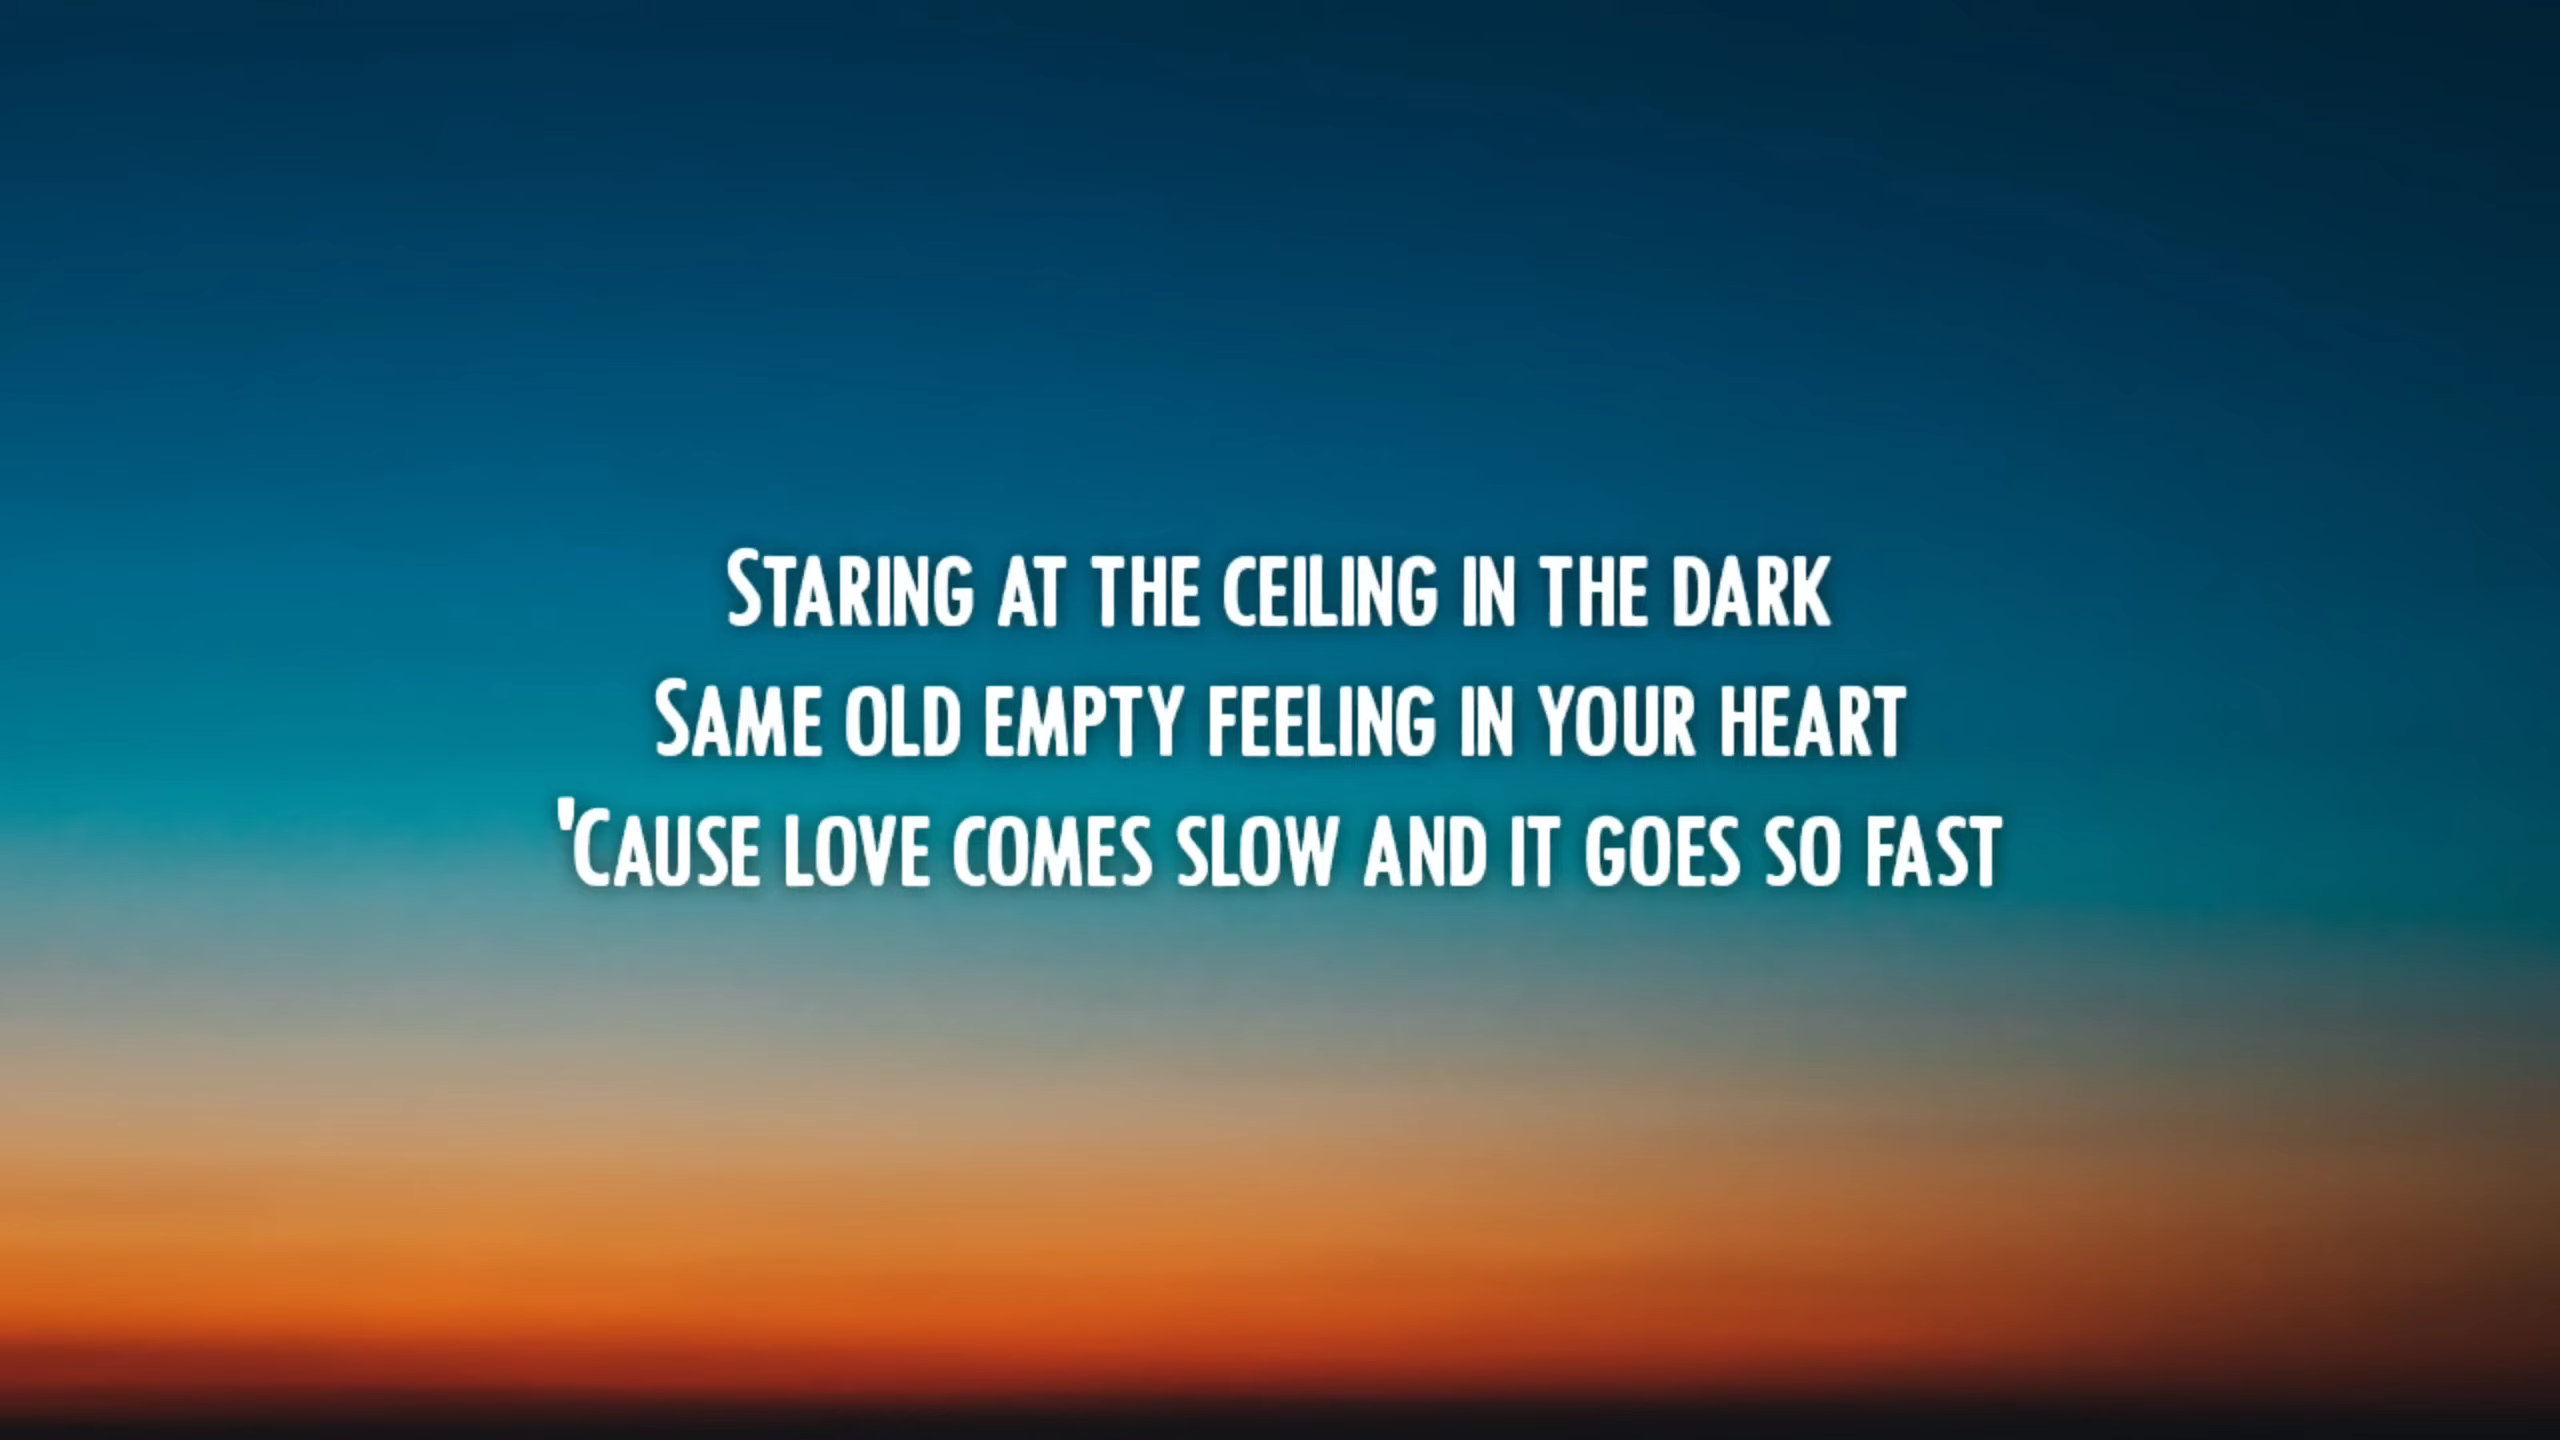 Staring at the ceiling in the dark
Same old empty feeling in your heart
'Cause love comes slow and it goes so fast